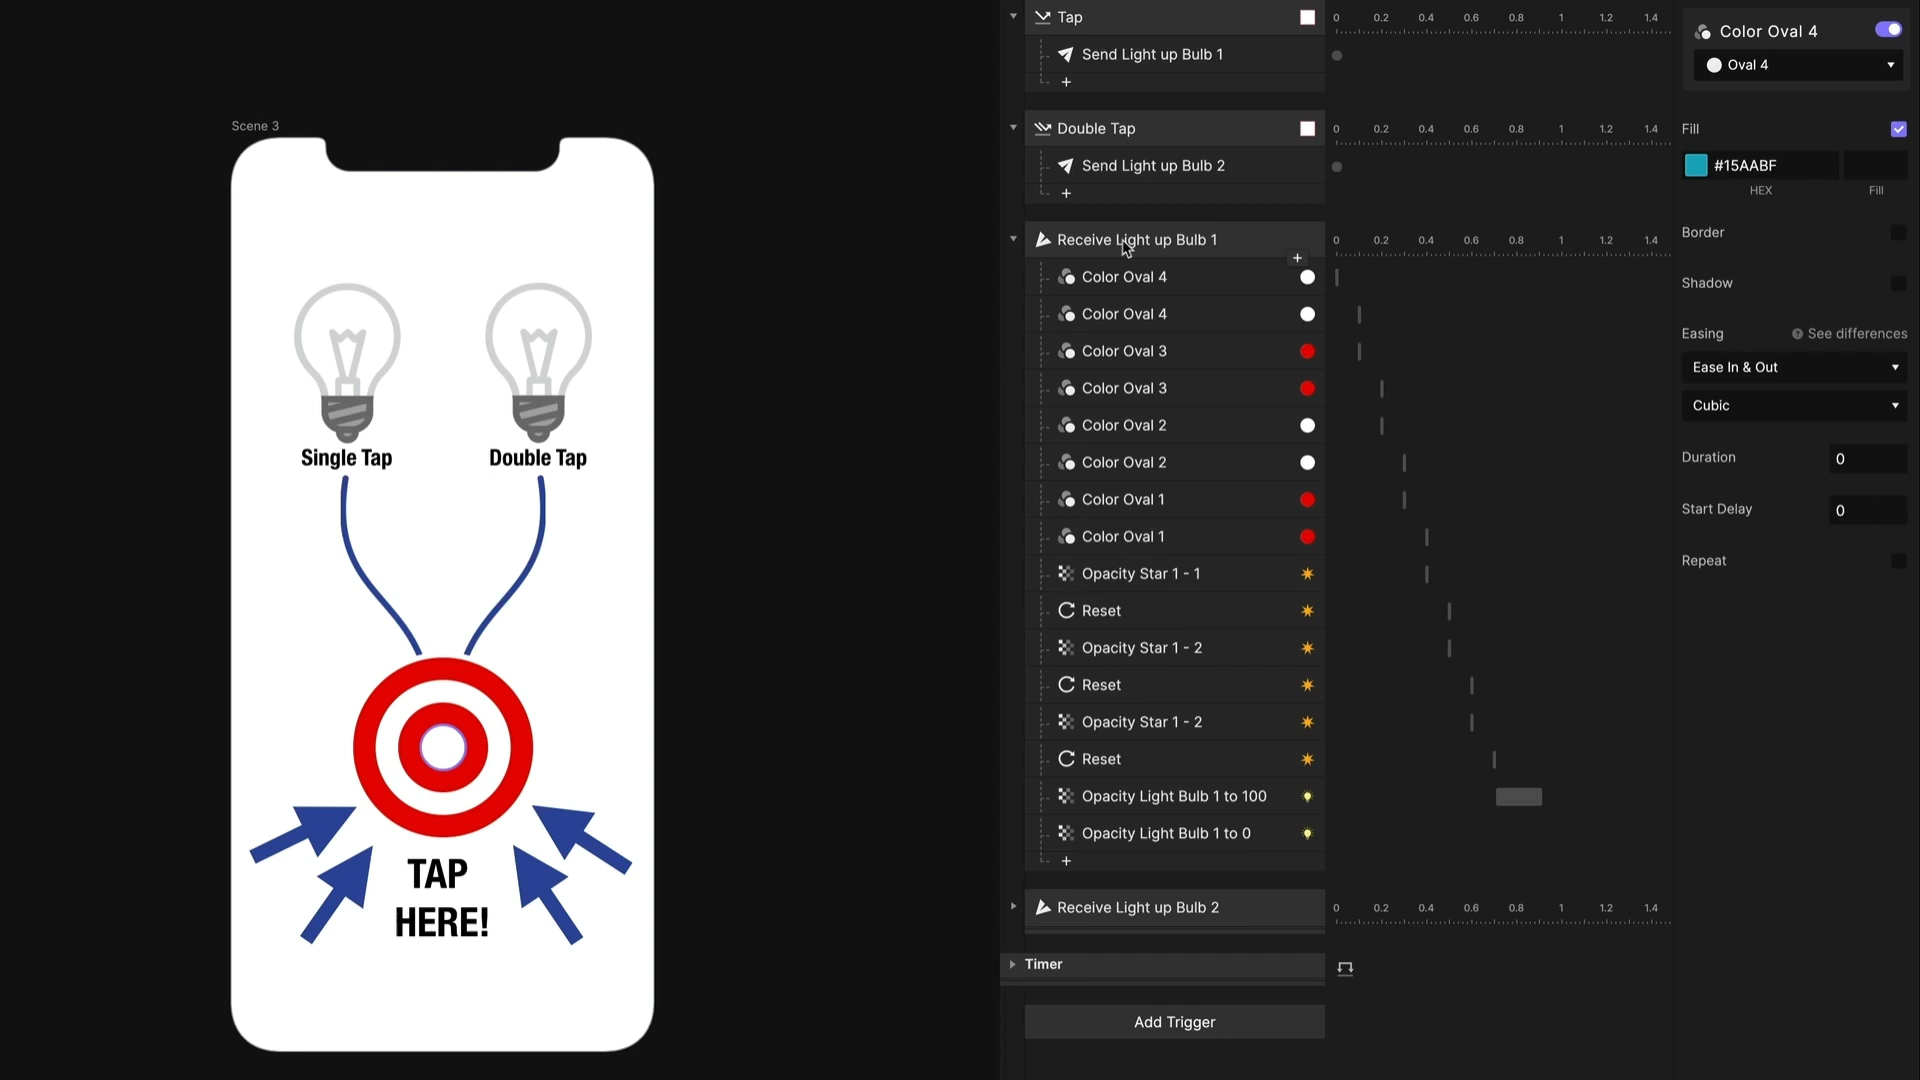 Scene 3
Single Tap
Double Tap
TAP
HERE!
Tap
0 0.2 0.4 0.6 0.8 1 1.2 1.4
Send Light up Bulb 1
+
Double Tap
0 0.2 0.4 0.6 0.8 1 1.2 1.4
Send Light up Bulb 2
+
Receive Light up Bulb 1
0 0.2 0.4 0.6 0.8 1 1.2 1.4
+
Color Oval 4
Color Oval 4
Color Oval 3
Color Oval 3
Color Oval 2
Color Oval 2
Color Oval 1
Color Oval 1
Opacity Star 1 - 1
Reset
Opacity Star 1 - 2
Reset
Opacity Star 1 - 2
Reset
Opacity Light Bulb 1 to 100
Opacity Light Bulb 1 to 0
+
Receive Light up Bulb 2
0 0.2 0.4 0.6 0.8 1 1.2 1.4
Timer
Add Trigger
Color Oval 4
Oval 4
Fill
#15AABF
HEX Fill
Border
Shadow
Easing ? See differences
Ease In & Out
Cubic
Duration 0
Start Delay 0
Repeat